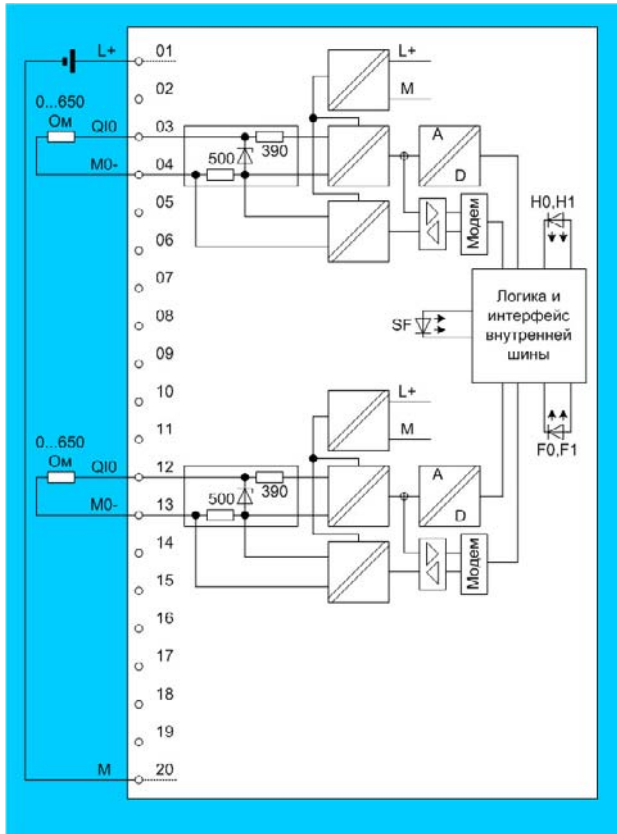 L+ 01 L+
02 M
0...650
Ом QI0 03 390 A
M0- 04 500 D
05 H0,H1
06 Модем
07
08 SF Логика и
интерфейс
внутренней
шины
09
10 L+
11 M F0,F1
0...650
Ом QI0 12 390 A
M0- 13 500 D
14
15 Модем
16
17
18
19
M 20